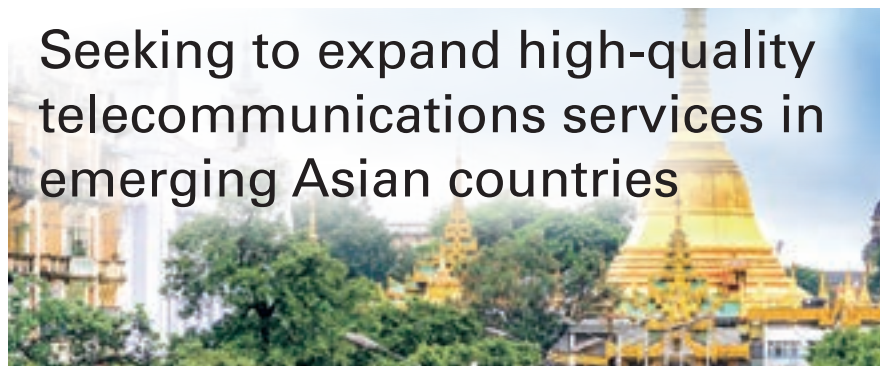 Seeking to expand high-quality
telecommunications services in
emerging Asian countries